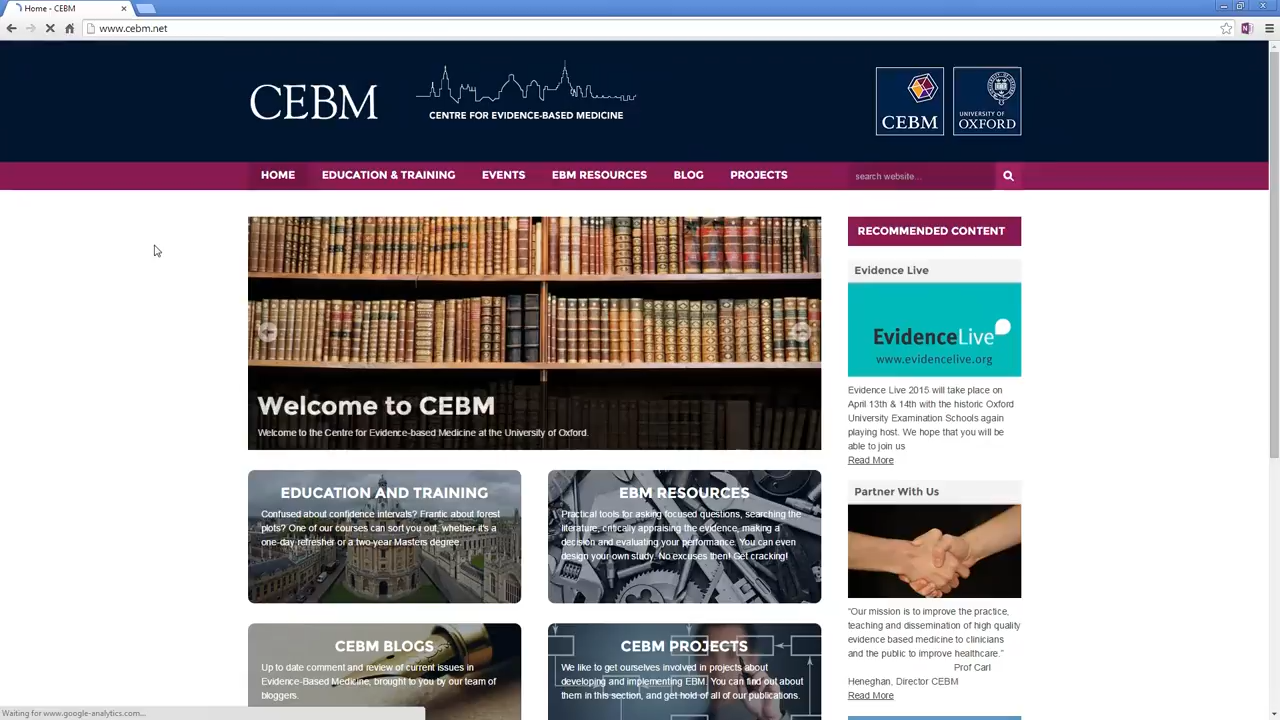 Home - CEBM
www.cebm.net
CEBM
CENTRE FOR EVIDENCE-BASED MEDICINE
CEBM
UNIVERSITY OF
OXFORD
HOME
EDUCATION & TRAINING
EVENTS
EBM RESOURCES
BLOG
PROJECTS
search website...
Welcome to CEBM
Welcome to the Centre for Evidence-based Medicine at the University of Oxford.
EDUCATION AND TRAINING
Confused about confidence intervals? Frantic about forest
plots? One of our courses can sort you out, whether it's a
one-day refresher or a two-year Masters degree.
EBM RESOURCES
Practical tools for asking focused questions, searching the
literature, critically appraising the evidence, making a
decision and evaluating your performance. You can even
design your own study. No excuses then! Get cracking!
CEBM BLOGS
Up to date comment and review of current issues in
Evidence-Based Medicine, brought to you by our team of
bloggers.
CEBM PROJECTS
We like to get ourselves involved in projects about
developing and implementing EBM. You can find out about
them in this section, and get hold of all of our publications.
RECOMMENDED CONTENT
Evidence Live
EvidenceLive
www.evidencelive.org
Evidence Live 2015 will take place on
April 13th & 14th with the historic Oxford
University Examination Schools again
playing host. We hope that you will be
able to join us
Read More
Partner With Us
“Our mission is to improve the practice,
teaching and dissemination of high quality
evidence based medicine to clinicians
and the public to improve healthcare.”
Prof Carl
Heneghan, Director CEBM
Read More
Waiting for www.google-analytics.com...